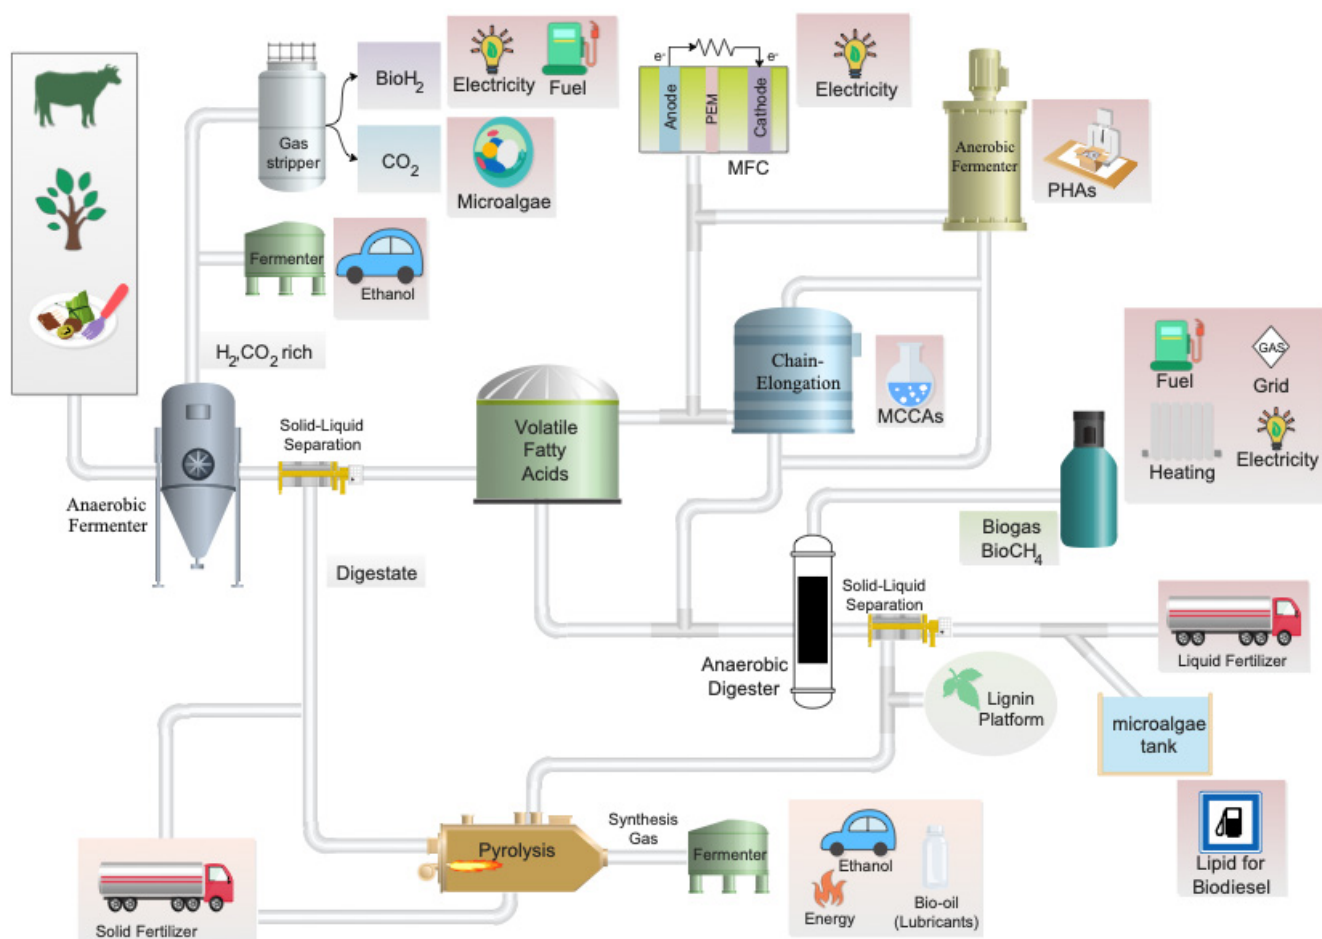 BioH2
CO2
Gas
stripper
Electricity
Fuel
Microalgae
Fermenter
Ethanol
H2,CO2 rich
e-
e-
Anode
PEM
Cathode
MFC
Electricity
Anerobic
Fermenter
PHAs
Chain-
Elongation
MCCAs
Volatile
Fatty
Acids
Solid-Liquid
Separation
Anaerobic
Fermenter
Digestate
Fuel
GAS
Grid
Heating
Electricity
Biogas
BioCH4
Solid-Liquid
Separation
Anaerobic
Digester
Liquid Fertilizer
Lignin
Platform
microalgae
tank
Lipid for
Biodiesel
Pyrolysis
Synthesis
Gas
Fermenter
Ethanol
Energy
Bio-oil
(Lubricants)
Solid Fertilizer